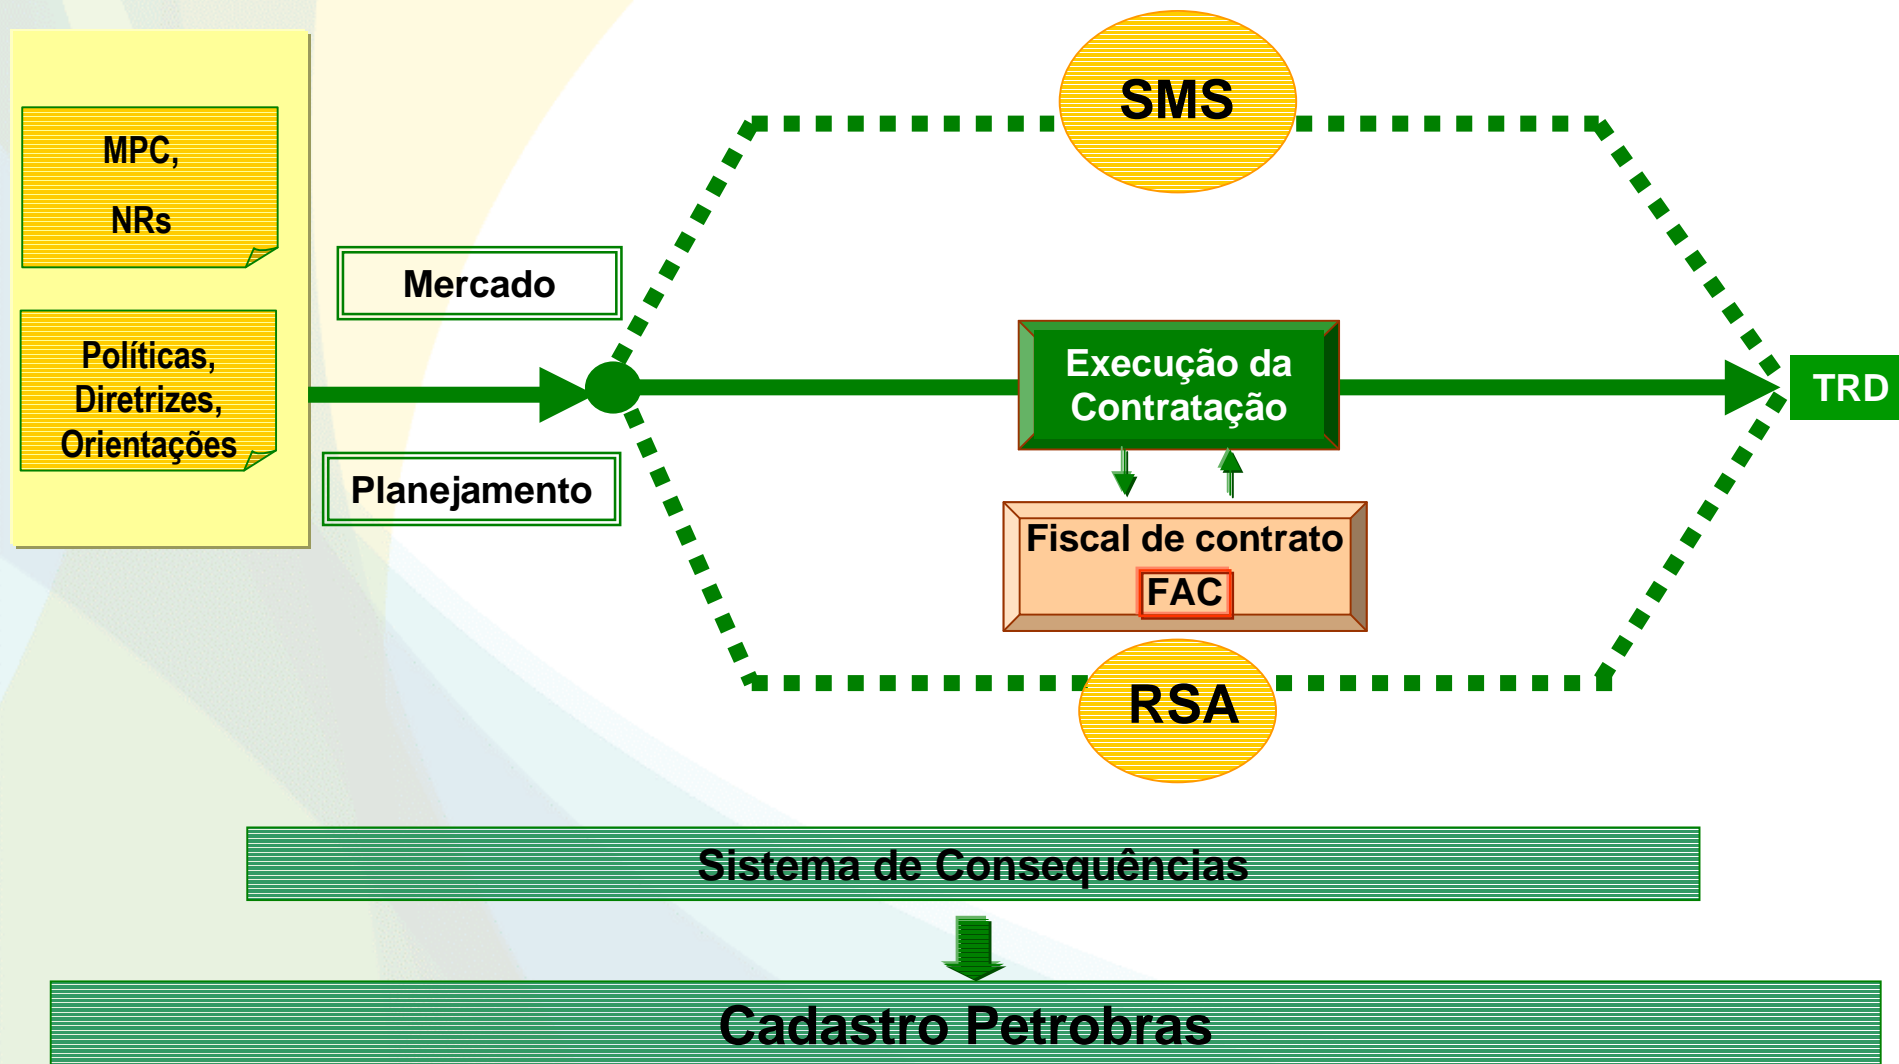 MPC,
NRs
Políticas,
Diretrizes,
Orientações
Mercado
Planejamento
SMS
Execução da
Contratação
Fiscal de contrato
FAC
RSA
TRD
Sistema de Consequências
Cadastro Petrobras